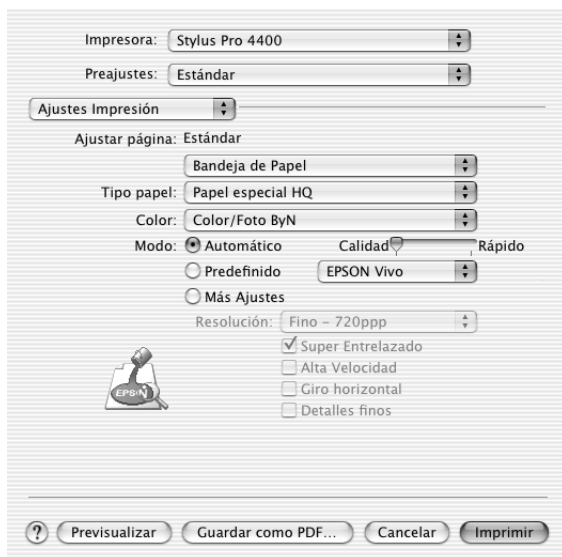 Impresora: Stylus Pro 4400
Preajustes: Estándar
Ajustes Impresión
Ajustar página: Estándar
Bandeja de Papel
Tipo papel: Papel especial HQ
Color: Color/Foto ByN
Modo: Automático Calidad Rápido
Predefinido EPSON Vivo
Más Ajustes
Resolución: Fino – 720ppp
Super Entrelazado
Alta Velocidad
Giro horizontal
Detalles finos
EPSON
? Previsualizar Guardar como PDF... Cancelar Imprimir